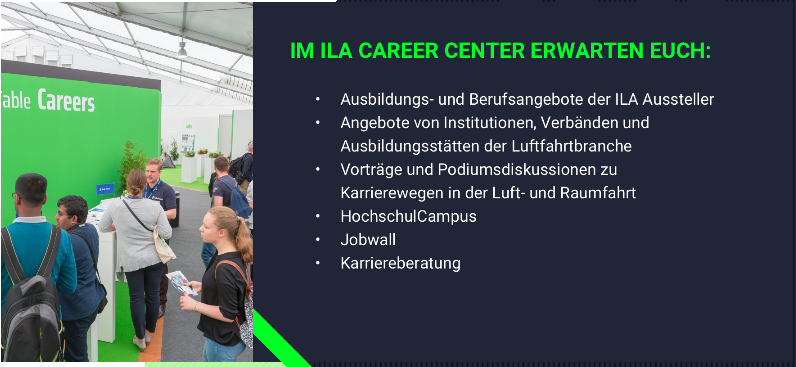 able Careers
IM ILA CAREER CENTER ERWARTEN EUCH:
• Ausbildungs- und Berufsangebote der ILA Aussteller
• Angebote von Institutionen, Verbänden und
Ausbildungsstätten der Luftfahrtbranche
• Vorträge und Podiumsdiskussionen zu
Karrierewegen in der Luft- und Raumfahrt
• HochschulCampus
• Jobwall
• Karriereberatung